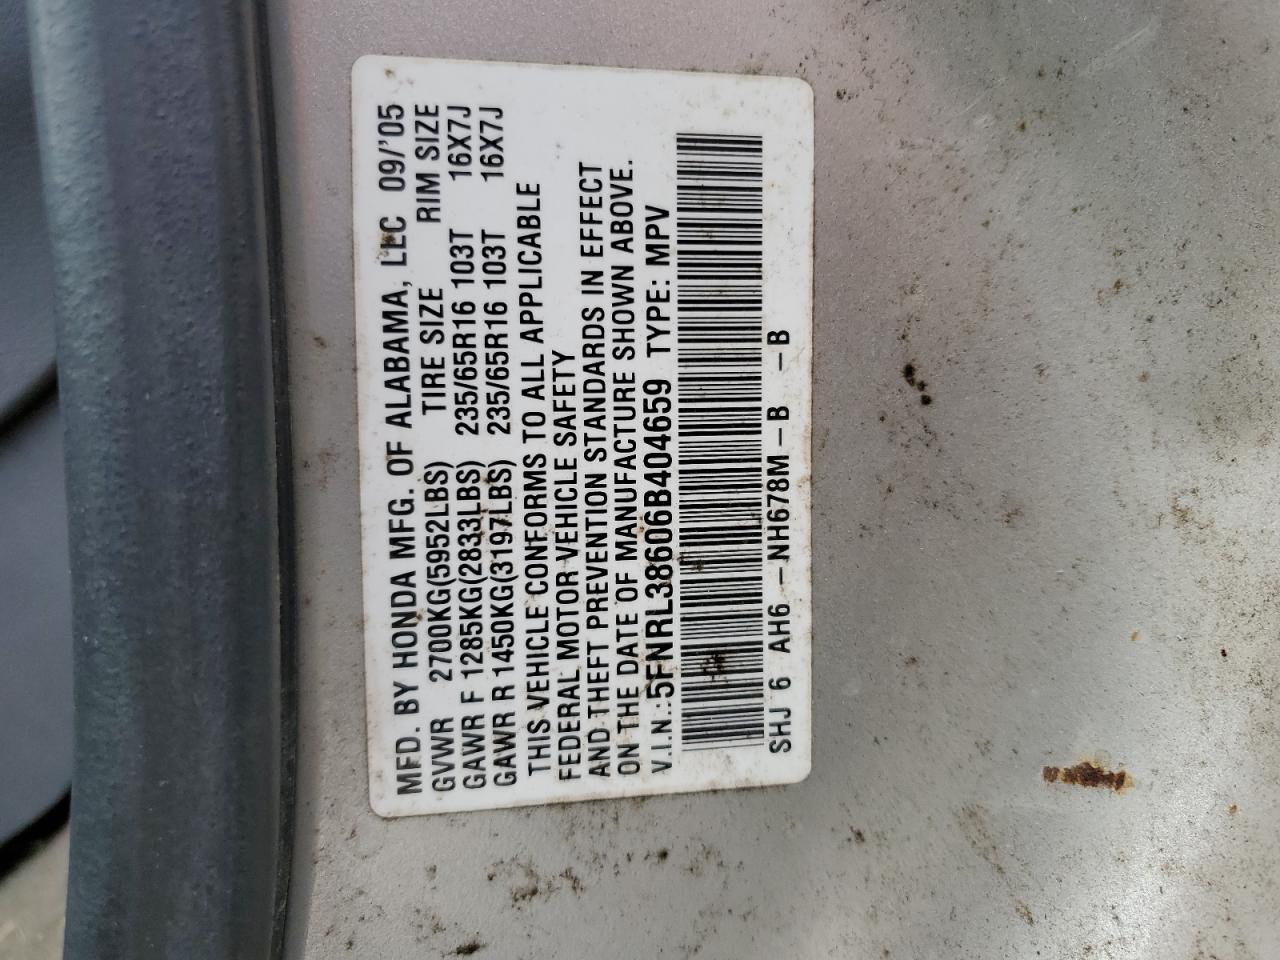 MFD. BY HONDA MFG. OF ALABAMA, LLC 09/'05
GVWR 2700KG(5952LBS) TIRE SIZE RIM SIZE
GAWR F 1285KG(2833LBS) 235/65R16 103T 16X7J
GAWR R 1450KG(3197LBS) 235/65R16 103T 16X7J
THIS VEHICLE CONFORMS TO ALL APPLICABLE
FEDERAL MOTOR VEHICLE SAFETY
AND THEFT PREVENTION STANDARDS IN EFFECT
ON THE DATE OF MANUFACTURE SHOWN ABOVE.
V.I.N.:5FNRL38606B404659 TYPE: MPV
SHJ 6 AH6 -NH678M-B -B